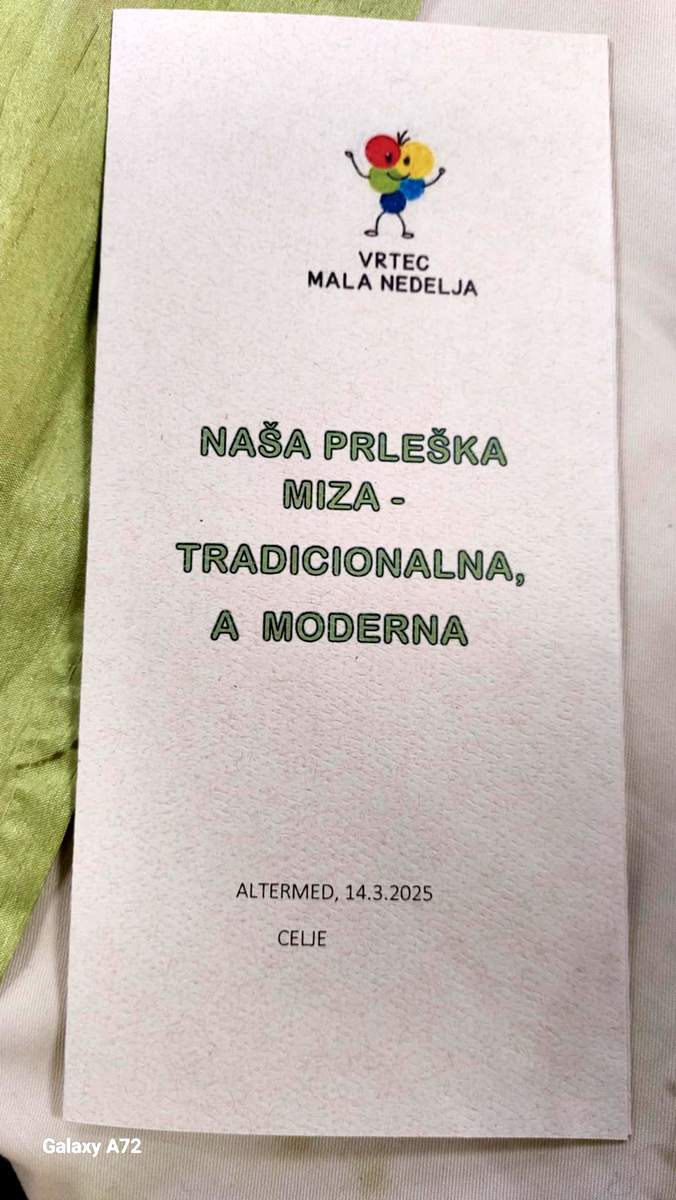 VRTEC
MALA NEDELJA
NAŠA PRLEŠKA
MIZA -
TRADICIONALNA,
A MODERNA
ALTERMED, 14.3.2025
CELJE
Galaxy A72